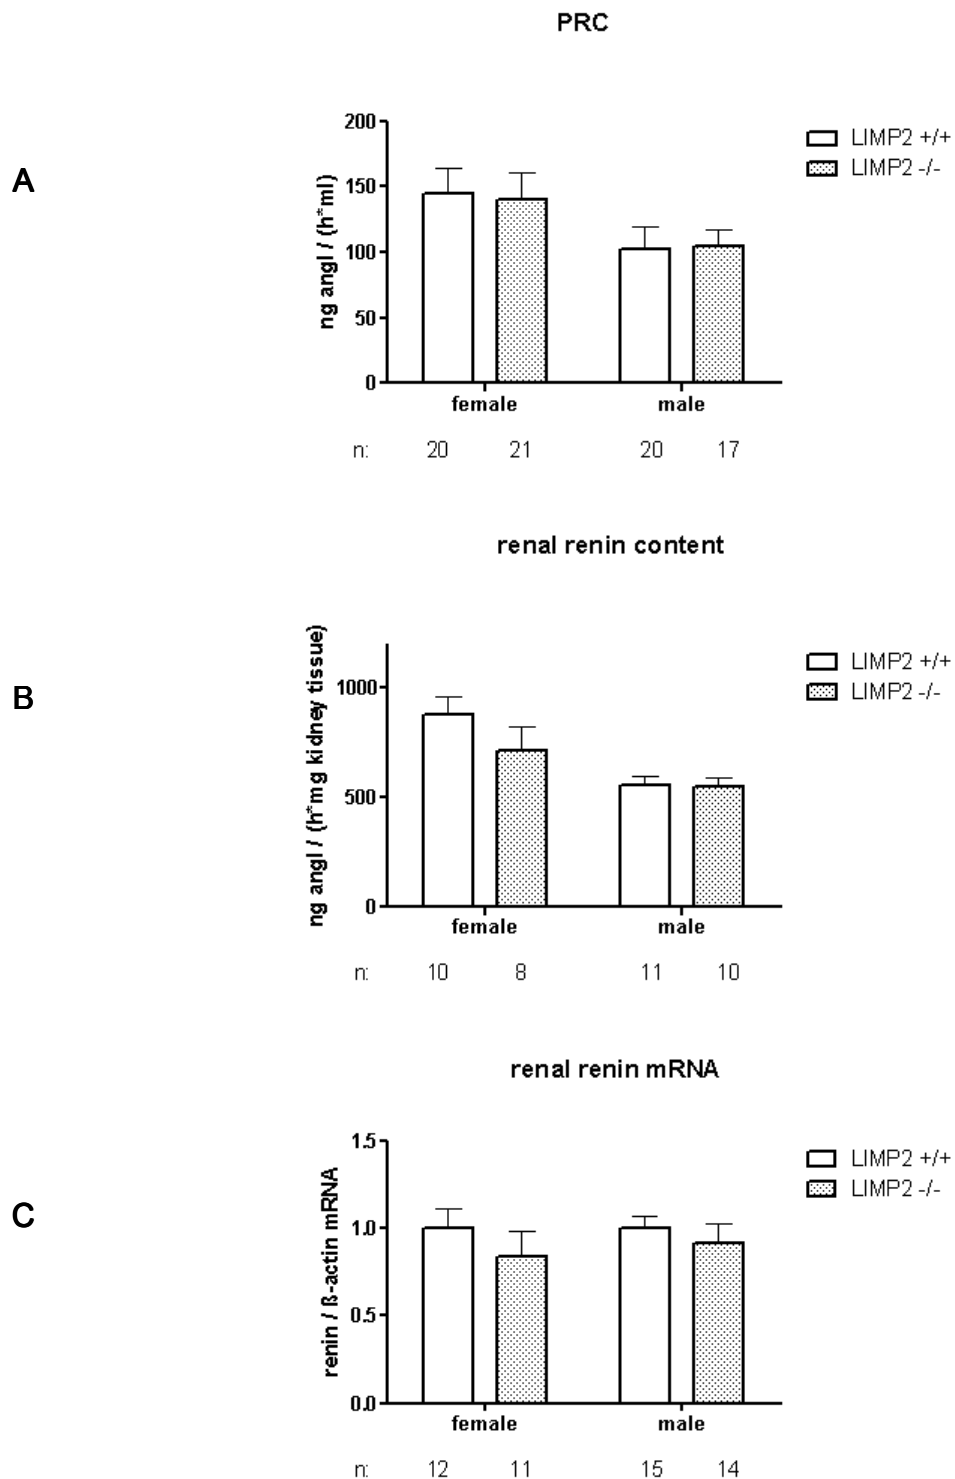 PRC
A
ng angI / (h*ml)
200
150
100
50
0
female
male
LIMP2 +/+
LIMP2 -/-
n: 20 21 20 17
renal renin content
B
ng angI / (h*mg kidney tissue)
1000
500
0
female
male
LIMP2 +/+
LIMP2 -/-
n: 10 8 11 10
renal renin mRNA
C
renin / ß-actin mRNA
1.5
1.0
0.5
0.0
female
male
LIMP2 +/+
LIMP2 -/-
n: 12 11 15 14